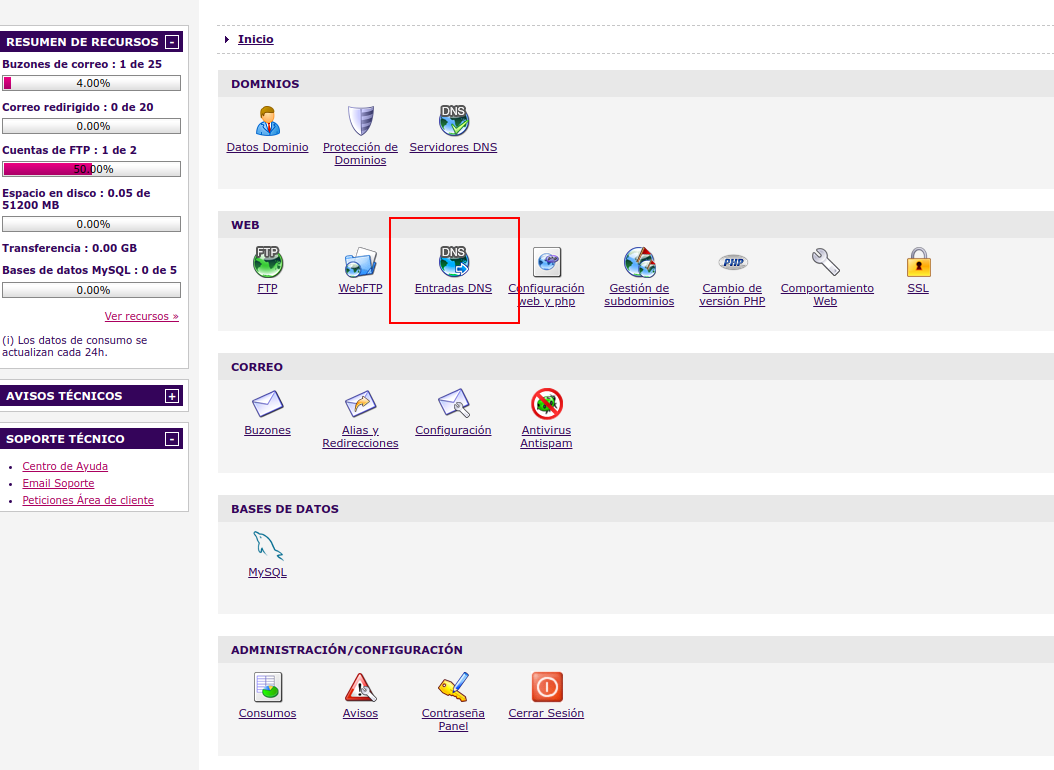 RESUMEN DE RECURSOS -
Buzones de correo : 1 de 25
4.00%
Correo redirigido : 0 de 20
0.00%
Cuentas de FTP : 1 de 2
50.00%
Espacio en disco : 0.05 de
51200 MB
0.00%
Transferencia : 0.00 GB
Bases de datos MySQL : 0 de 5
0.00%
Ver recursos »
(i) Los datos de consumo se
actualizan cada 24h.
AVISOS TÉCNICOS +
SOPORTE TÉCNICO -
Centro de Ayuda
Email Soporte
Peticiones Área de cliente
Inicio
DOMINIOS
DNS
Datos Dominio
Protección de
Dominios
Servidores DNS
WEB
FTP
DNS
PHP
FTP
WebFTP
Entradas DNS
Configuración
web y php
Gestión de
subdominios
Cambio de
versión PHP
Comportamiento
Web
SSL
CORREO
Buzones
Alias y
Redirecciones
Configuración
Antivirus
Antispam
BASES DE DATOS
MySQL
ADMINISTRACIÓN/CONFIGURACIÓN
Consumos
Avisos
Contraseña
Panel
Cerrar Sesión